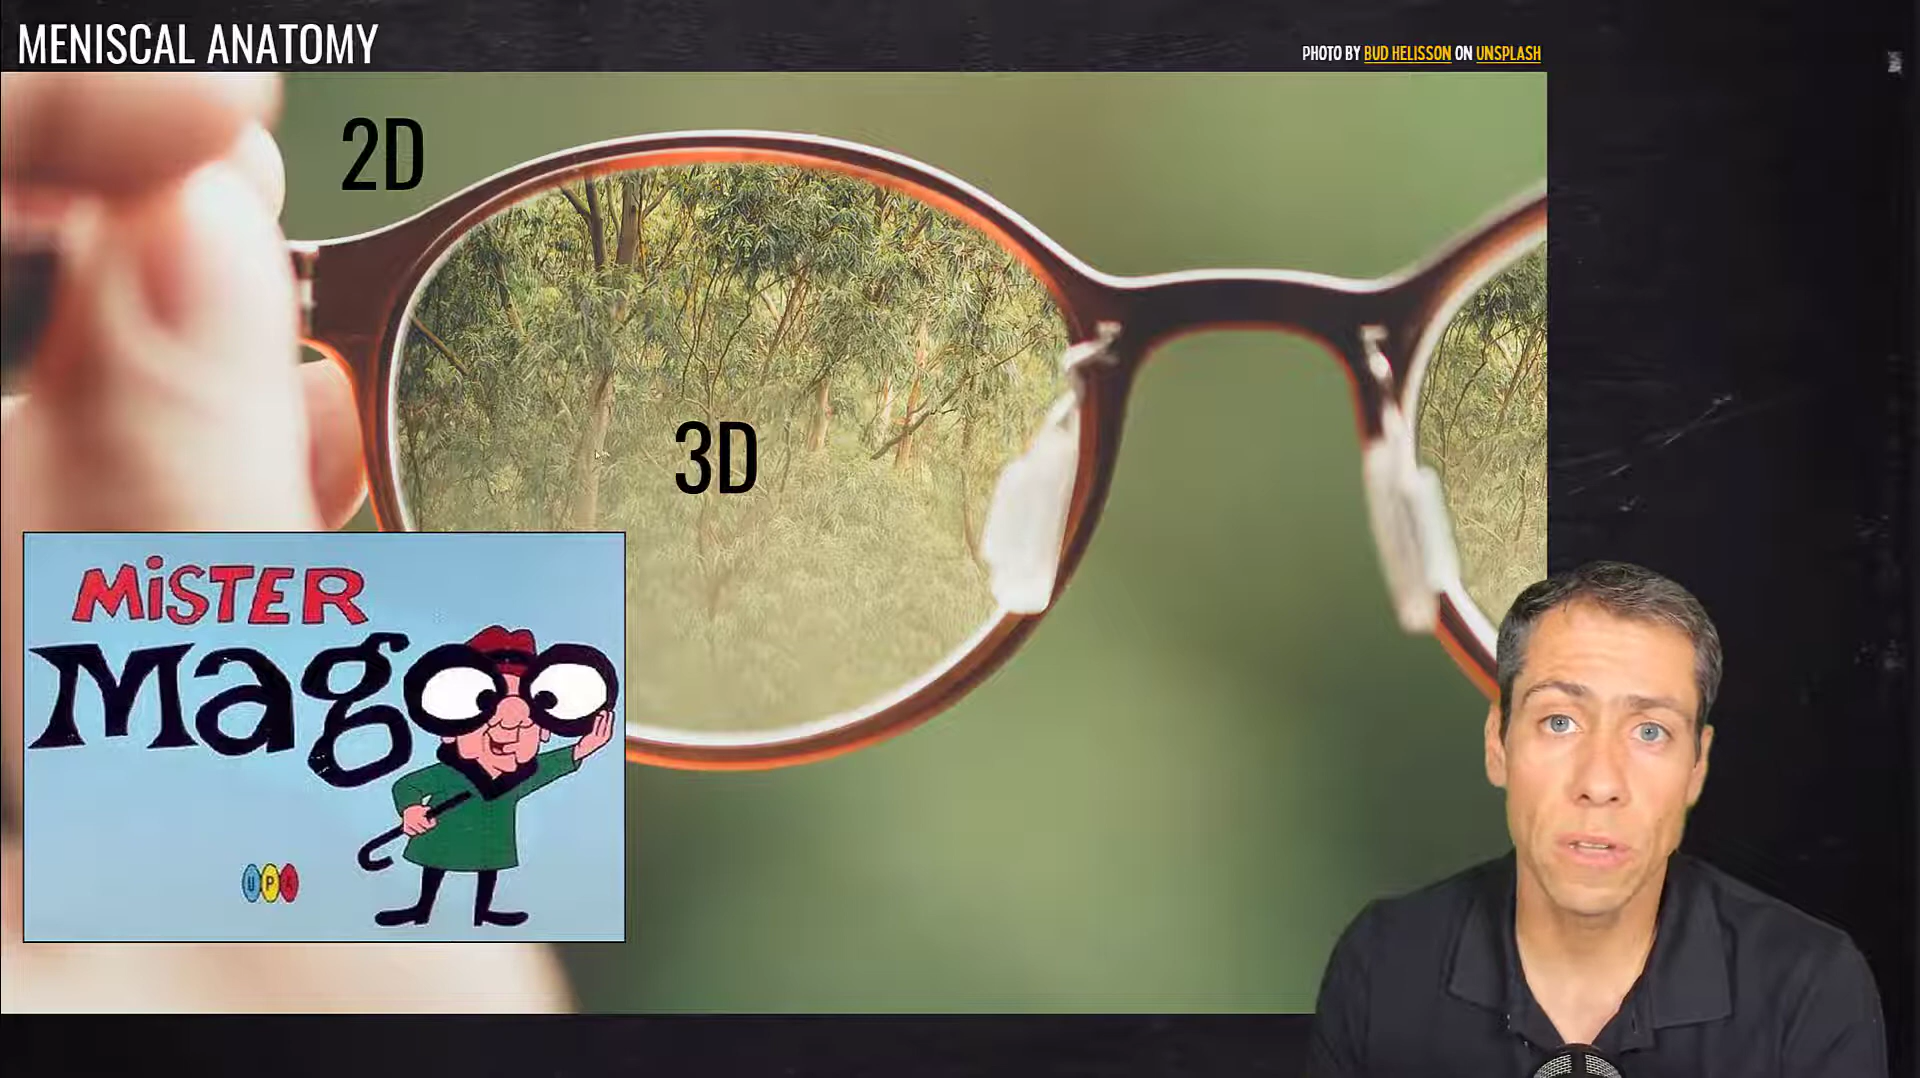 MENISCAL ANATOMY
PHOTO BY BUD HELISSON ON UNSPLASH
2D
3D
MiSTER
Magoo
UPA